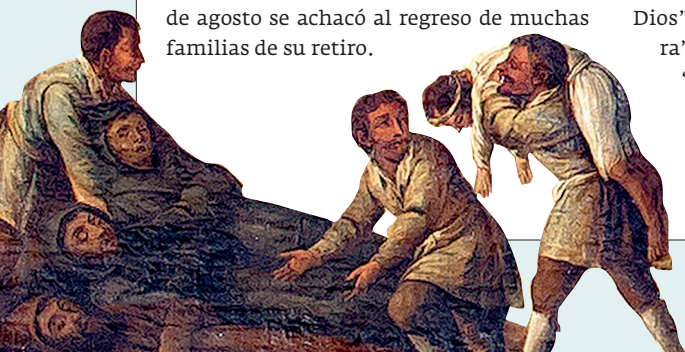 de agosto se achacó al regreso de muchas
familias de su retiro.
Dios’
ra’